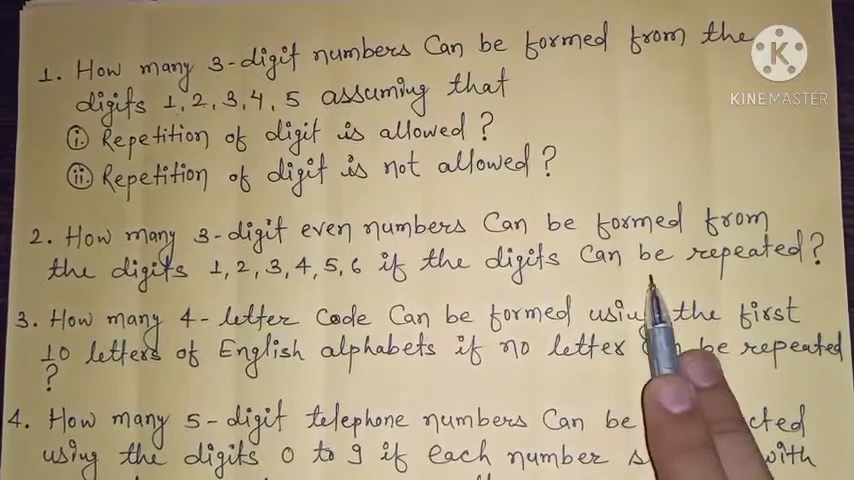 KINEMASTER
1. How many 3-digit numbers can be formed from the
digits 1, 2, 3, 4, 5 assuming that
i. Repetition of digit is allowed?
ii. Repetition of digit is not allowed?
2. How many 3-digit even numbers can be formed from
the digits 1, 2, 3, 4, 5, 6 if the digits can be repeated?
3. How many 4-letter code can be formed using the first
10 letters of English alphabets if no letter be repeated
?
4. How many 5-digit telephone numbers can be
using the digits 0 to 9 if each number with